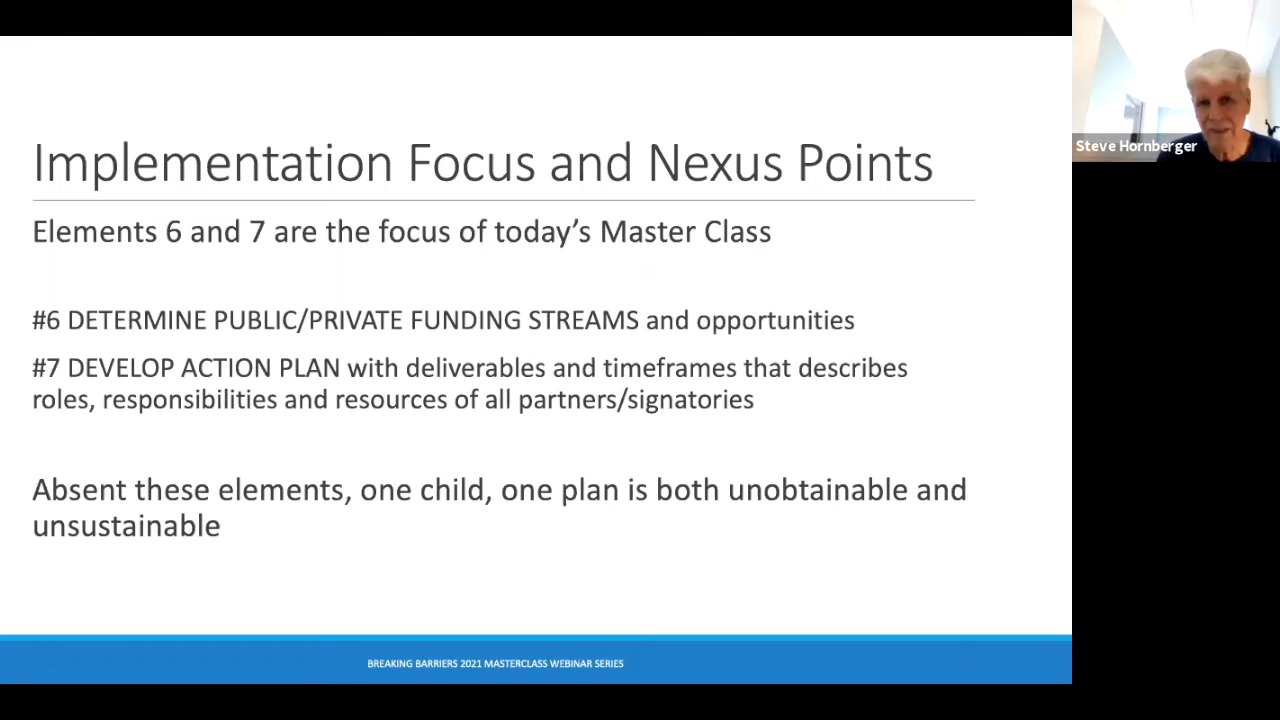 Implementation Focus and Nexus Points
Elements 6 and 7 are the focus of today’s Master Class
#6 DETERMINE PUBLIC/PRIVATE FUNDING STREAMS and opportunities
#7 DEVELOP ACTION PLAN with deliverables and timeframes that describes
roles, responsibilities and resources of all partners/signatories
Absent these elements, one child, one plan is both unobtainable and
unsustainable
BREAKING BARRIERS 2021 MASTERCLASS WEBINAR SERIES
Steve Hornberger